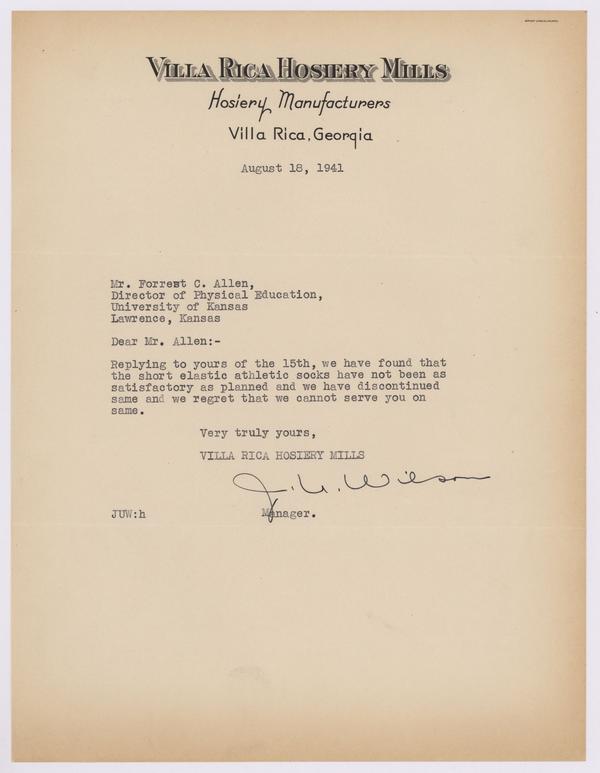 VILLA RICA HOSIERY MILLS
Hosiery Manufacturers
Villa Rica, Georgia
August 18, 1941
Mr. Forrest C. Allen,
Director of Physical Education,
University of Kansas
Lawrence, Kansas
Dear Mr. Allen:-
Replying to yours of the 15th, we have found that
the short elastic athletic socks have not been as
satisfactory as planned and we have discontinued
same and we regret that we cannot serve you on
same.
Very truly yours,
VILLA RICA HOSIERY MILLS
J. U. Wilson
JUW:h Manager.